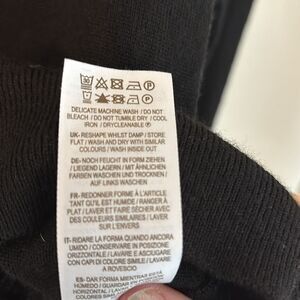 DELICATE MACHINE WASH / DO NOT
BLEACH / DO NOT TUMBLE DRY / COOL
IRON / DRYCLEANABLE Ⓟ
UK- RESHAPE WHILST DAMP / STORE
FLAT / WASH AND DRY WITH SIMILAR
COLOURS / WASH INSIDE OUT
DE- NOCH FEUCHT IN FORM ZIEHEN
/ LIEGEND LAGERN / MIT ÄHNLICHEN
FARBEN WASCHEN UND TROCKNEN /
AUF LINKS WASCHEN
FR- REDONNER FORME À L'ARTICLE
TANT QU'IL EST HUMIDE / RANGER À
PLAT / LAVER ET FAIRE SÉCHER AVEC
DES COULEURS SIMILAIRES / LAVER
SUR L'ENVERS
IT- RIDARE LA FORMA QUANDO ANCORA
UMIDO / CONSERVARE IN POSIZIONE
ORIZZONTALE / LAVARE E ASCIUGARE
CON CAPI DI COLORE SIMILE / LAVARE
A ROVESCIO
ES- DAR FORMA MIENTRAS ESTÁ
HORIZONTAL